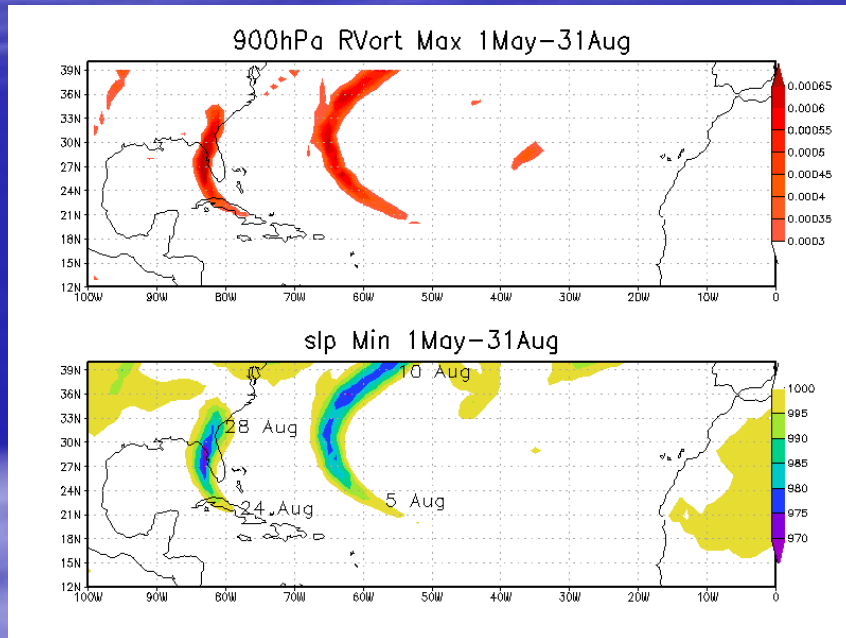 900hPa RVort Max 1May-31Aug
39N
36N
33N
30N
27N
24N
21N
18N
15N
12N
100W 90W 80W 70W 60W 50W 40W 30W 20W 10W 0
0.00065
0.0006
0.00055
0.0005
0.00045
0.0004
0.00035
0.0003
slp Min 1May-31Aug
39N
36N
33N
30N
27N
24N
21N
18N
15N
12N
100W 90W 80W 70W 60W 50W 40W 30W 20W 10W 0
10 Aug
28 Aug
5 Aug
24 Aug
1000
995
990
985
980
975
970